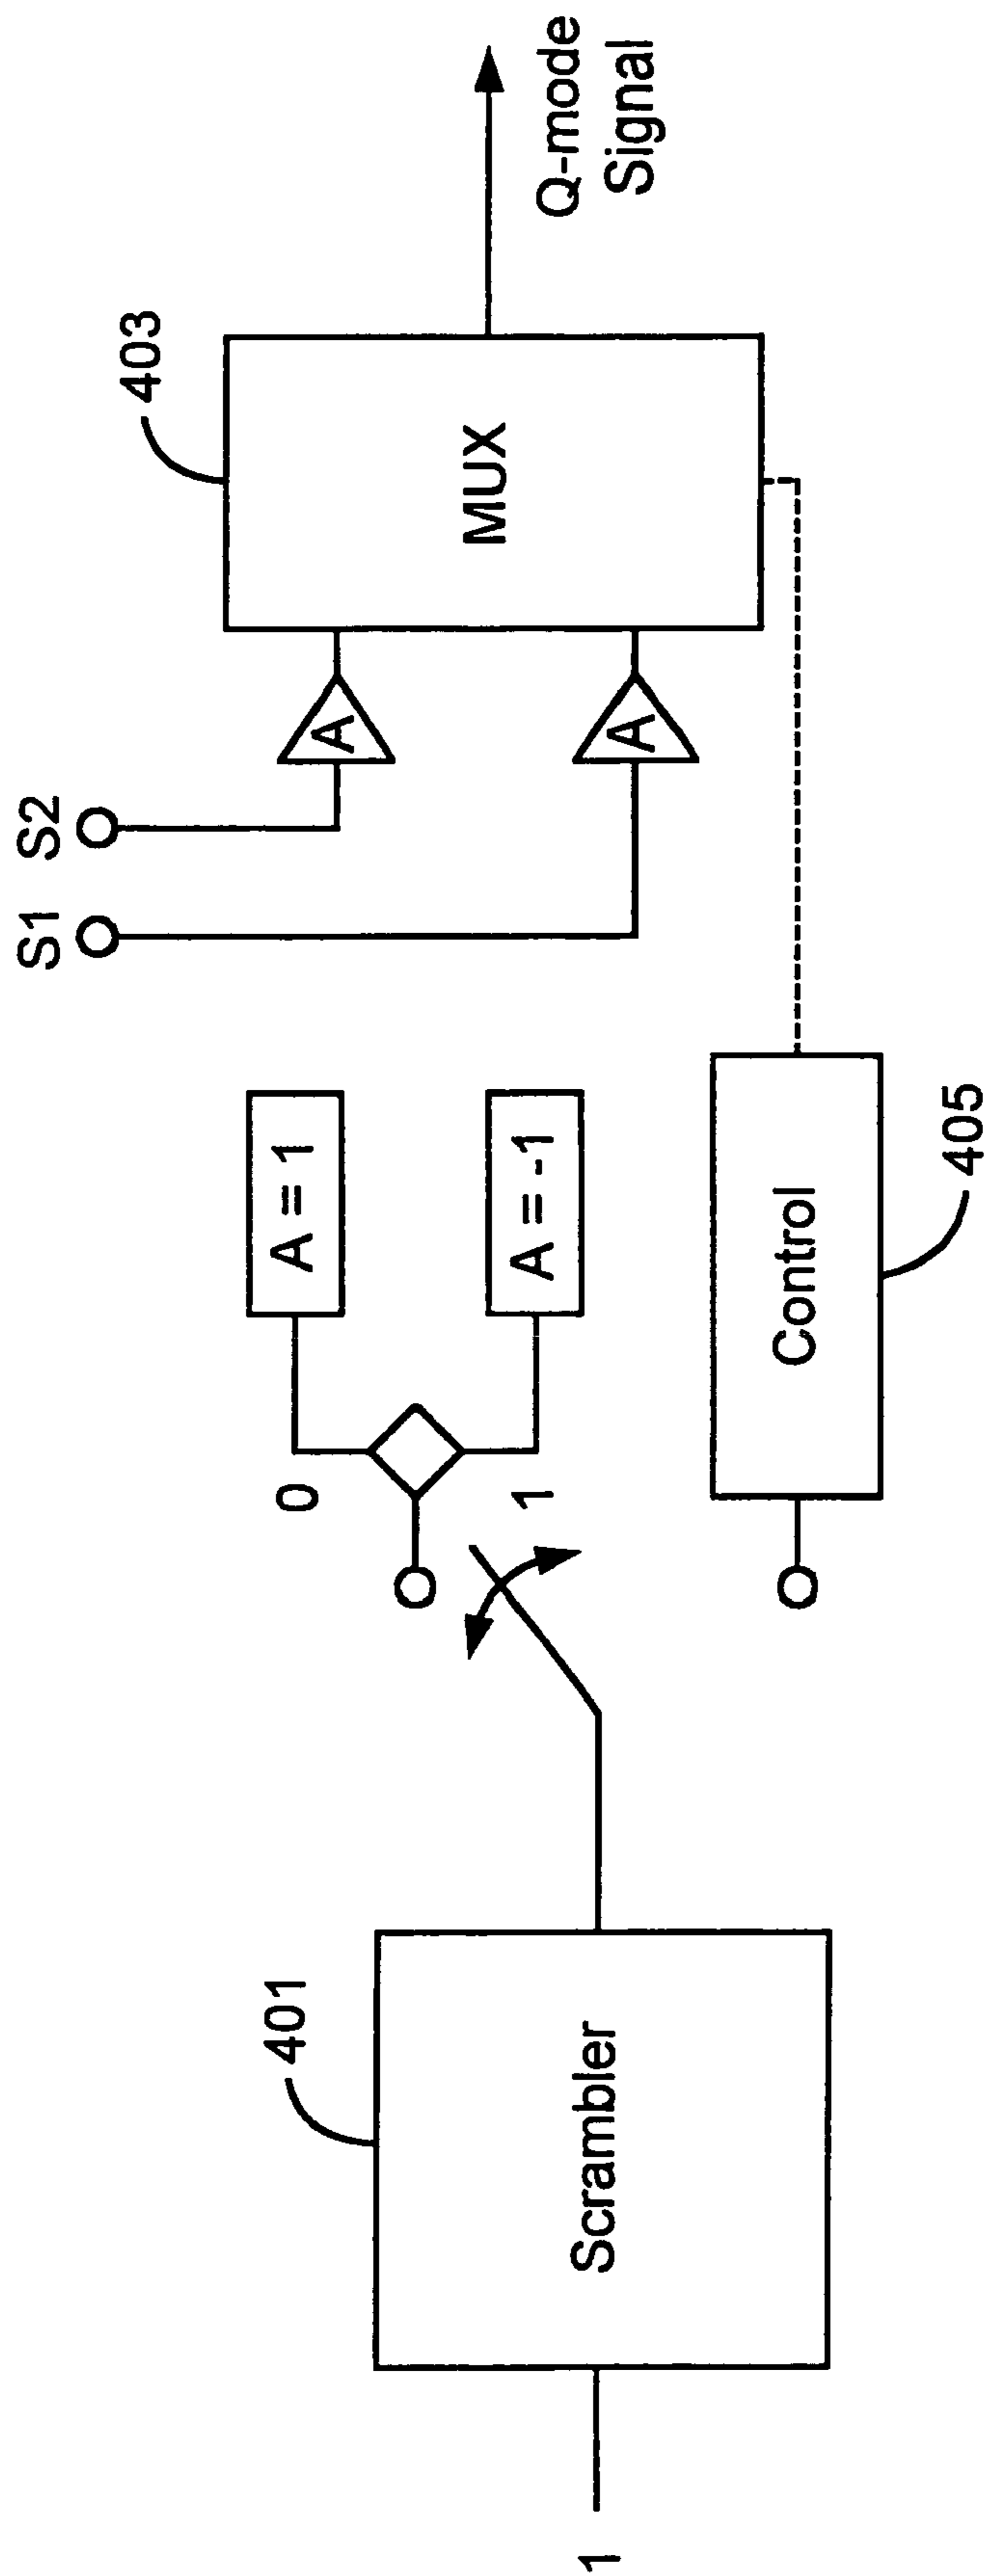 1
Scrambler
401
0
1
A = 1
A = -1
Control
405
S1
S2
A
A
MUX
403
Q-mode
Signal